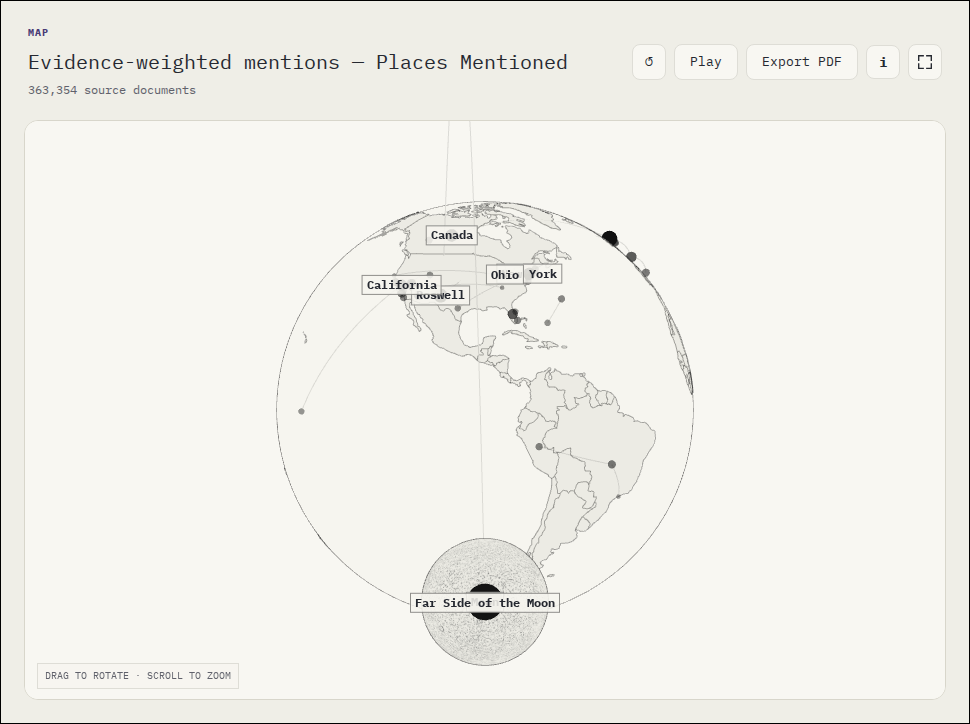 MAP
Evidence-weighted mentions — Places Mentioned
363,354 source documents
↺ Play Export PDF i
Canada
Ohio York
California
Roswell
Far Side of the Moon
DRAG TO ROTATE · SCROLL TO ZOOM